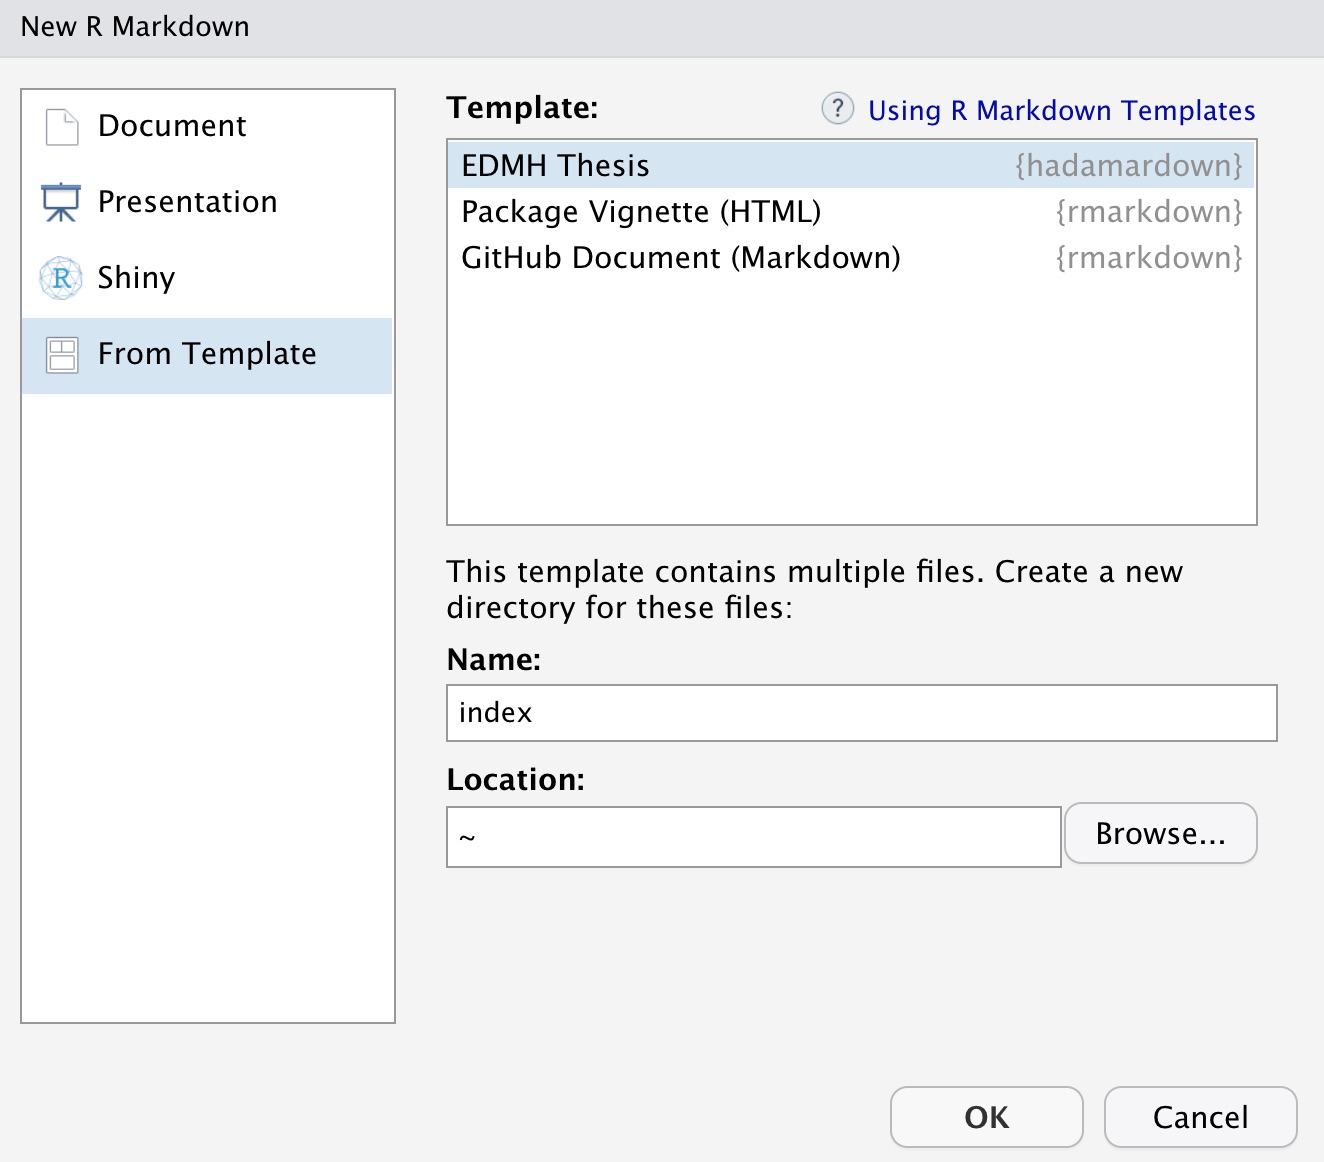 New R Markdown
Document
Presentation
Shiny
From Template
Template:
? Using R Markdown Templates
EDMH Thesis {hadamardown}
Package Vignette (HTML) {rmarkdown}
GitHub Document (Markdown) {rmarkdown}
This template contains multiple files. Create a new
directory for these files:
Name:
index
Location:
~
Browse...
OK
Cancel